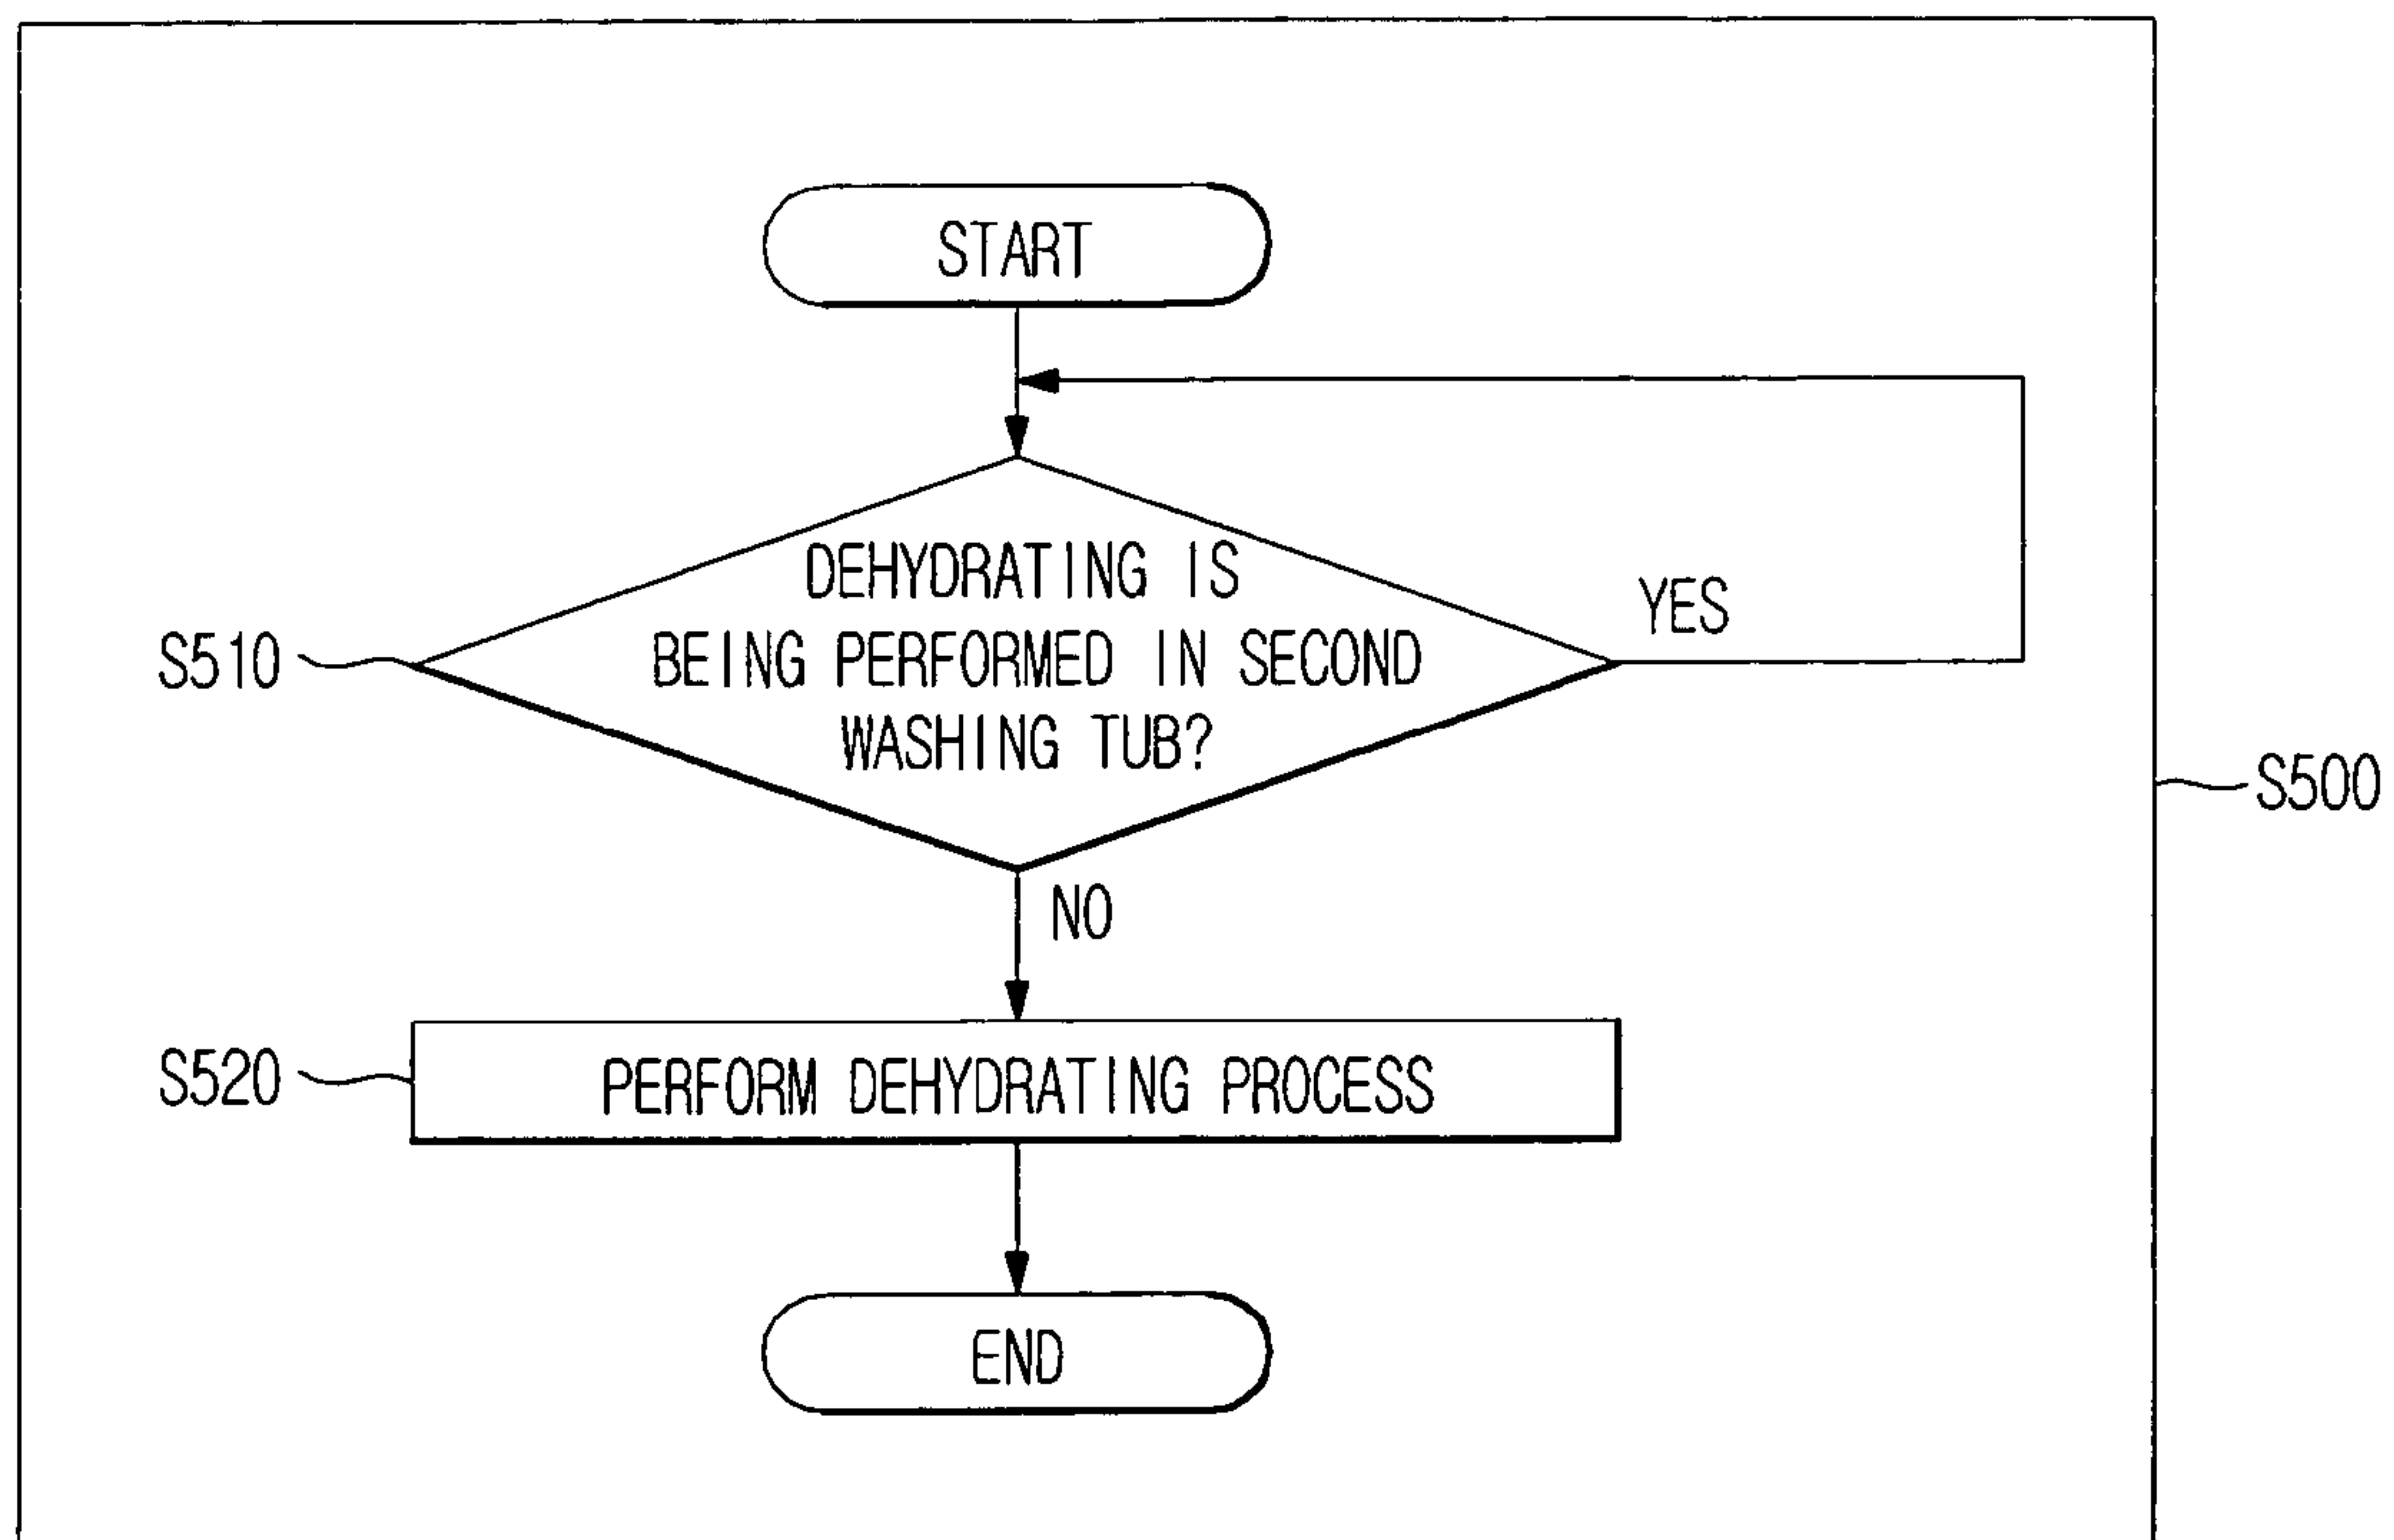 START
DEHYDRATING IS
BEING PERFORMED IN SECOND
WASHING TUB?
YES
S510
S500
NO
S520
PERFORM DEHYDRATING PROCESS
END